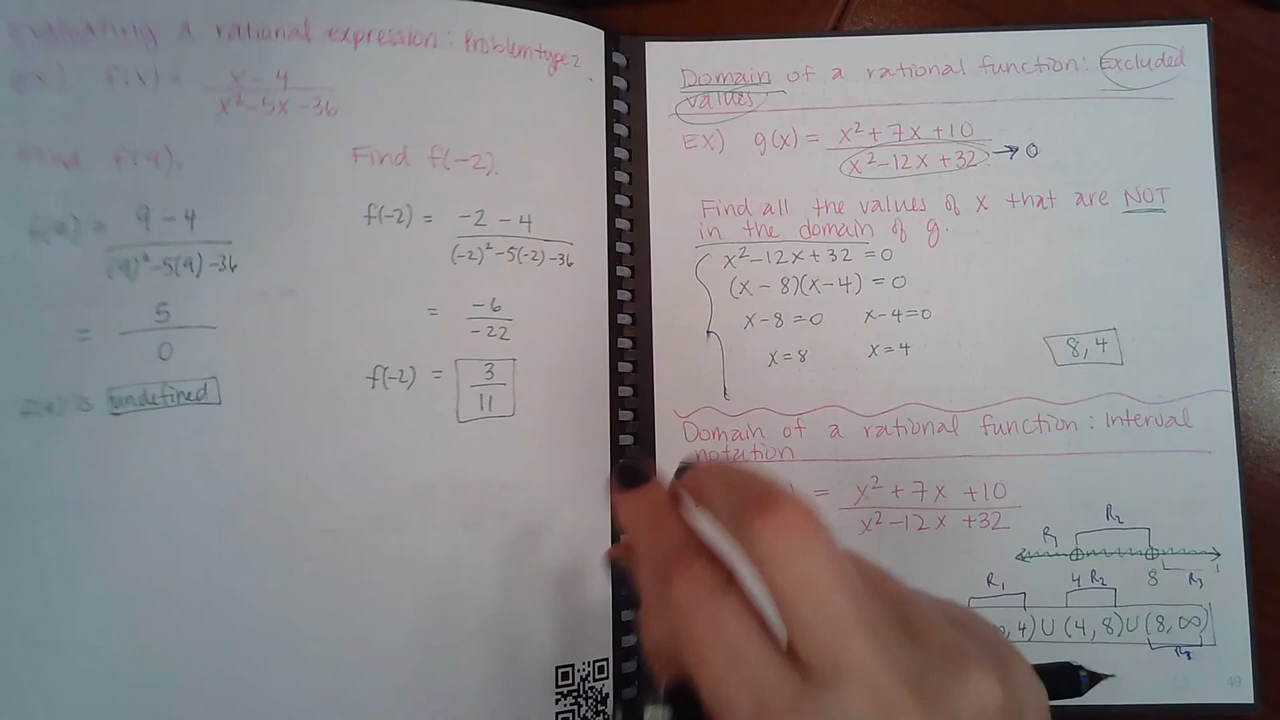 Evaluating a rational expression: Problem type 2
EX) f(x) = x - 4 / x² - 5x - 36
Find f(9).
f(9) = 9 - 4 / (9)² - 5(9) - 36
= 5 / 0
f(9) is undefined
Find f(-2).
f(-2) = -2 - 4 / (-2)² - 5(-2) - 36
= -6 / -22
f(-2) = 3 / 11
Domain of a rational function: Excluded
values
EX) g(x) = x² + 7x + 10 / x² - 12x + 32 → 0
Find all the values of x that are NOT
in the domain of g.
x² - 12x + 32 = 0
(x - 8)(x - 4) = 0
x - 8 = 0 x - 4 = 0
x = 8 x = 4
8, 4
Domain of a rational function: Interval
notation
= x² + 7x + 10 / x² - 12x + 32
R₁ R₂
4 8 R₃
R₁ R₂
, 4) ∪ (4, 8) ∪ (8, ∞)
R₃
49